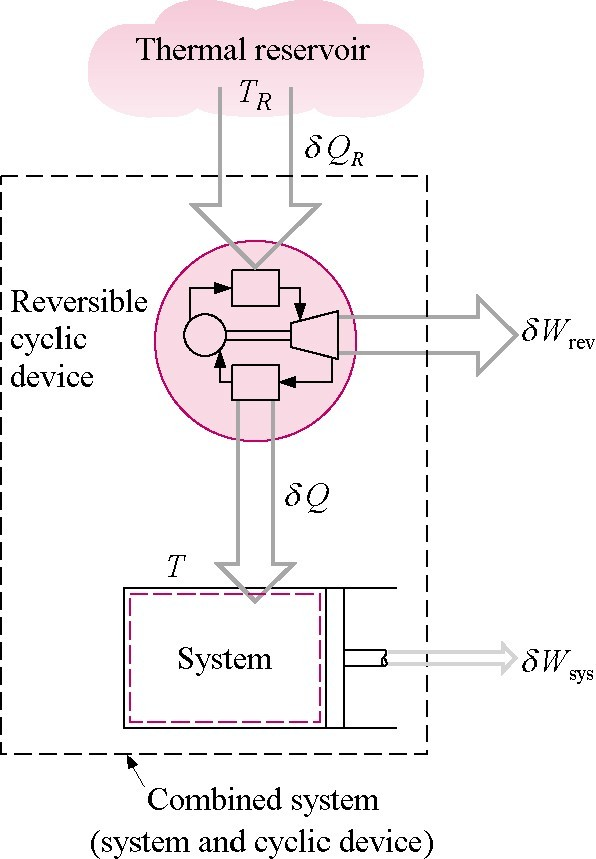 Thermal reservoir
T_R
δQ_R
Reversible
cyclic
device
δW_rev
δQ
T
System
δW_sys
Combined system
(system and cyclic device)